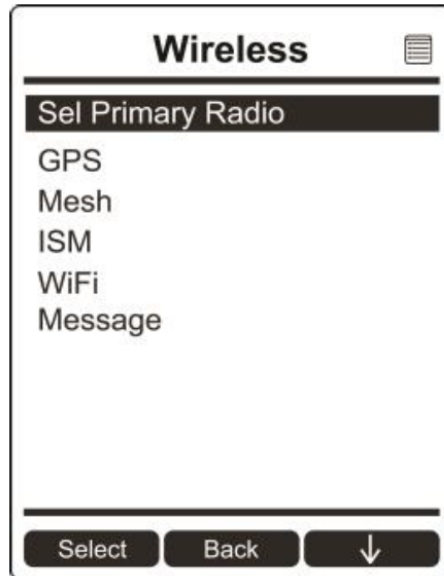 Wireless
Sel Primary Radio
GPS
Mesh
ISM
WiFi
Message
Select Back ↓